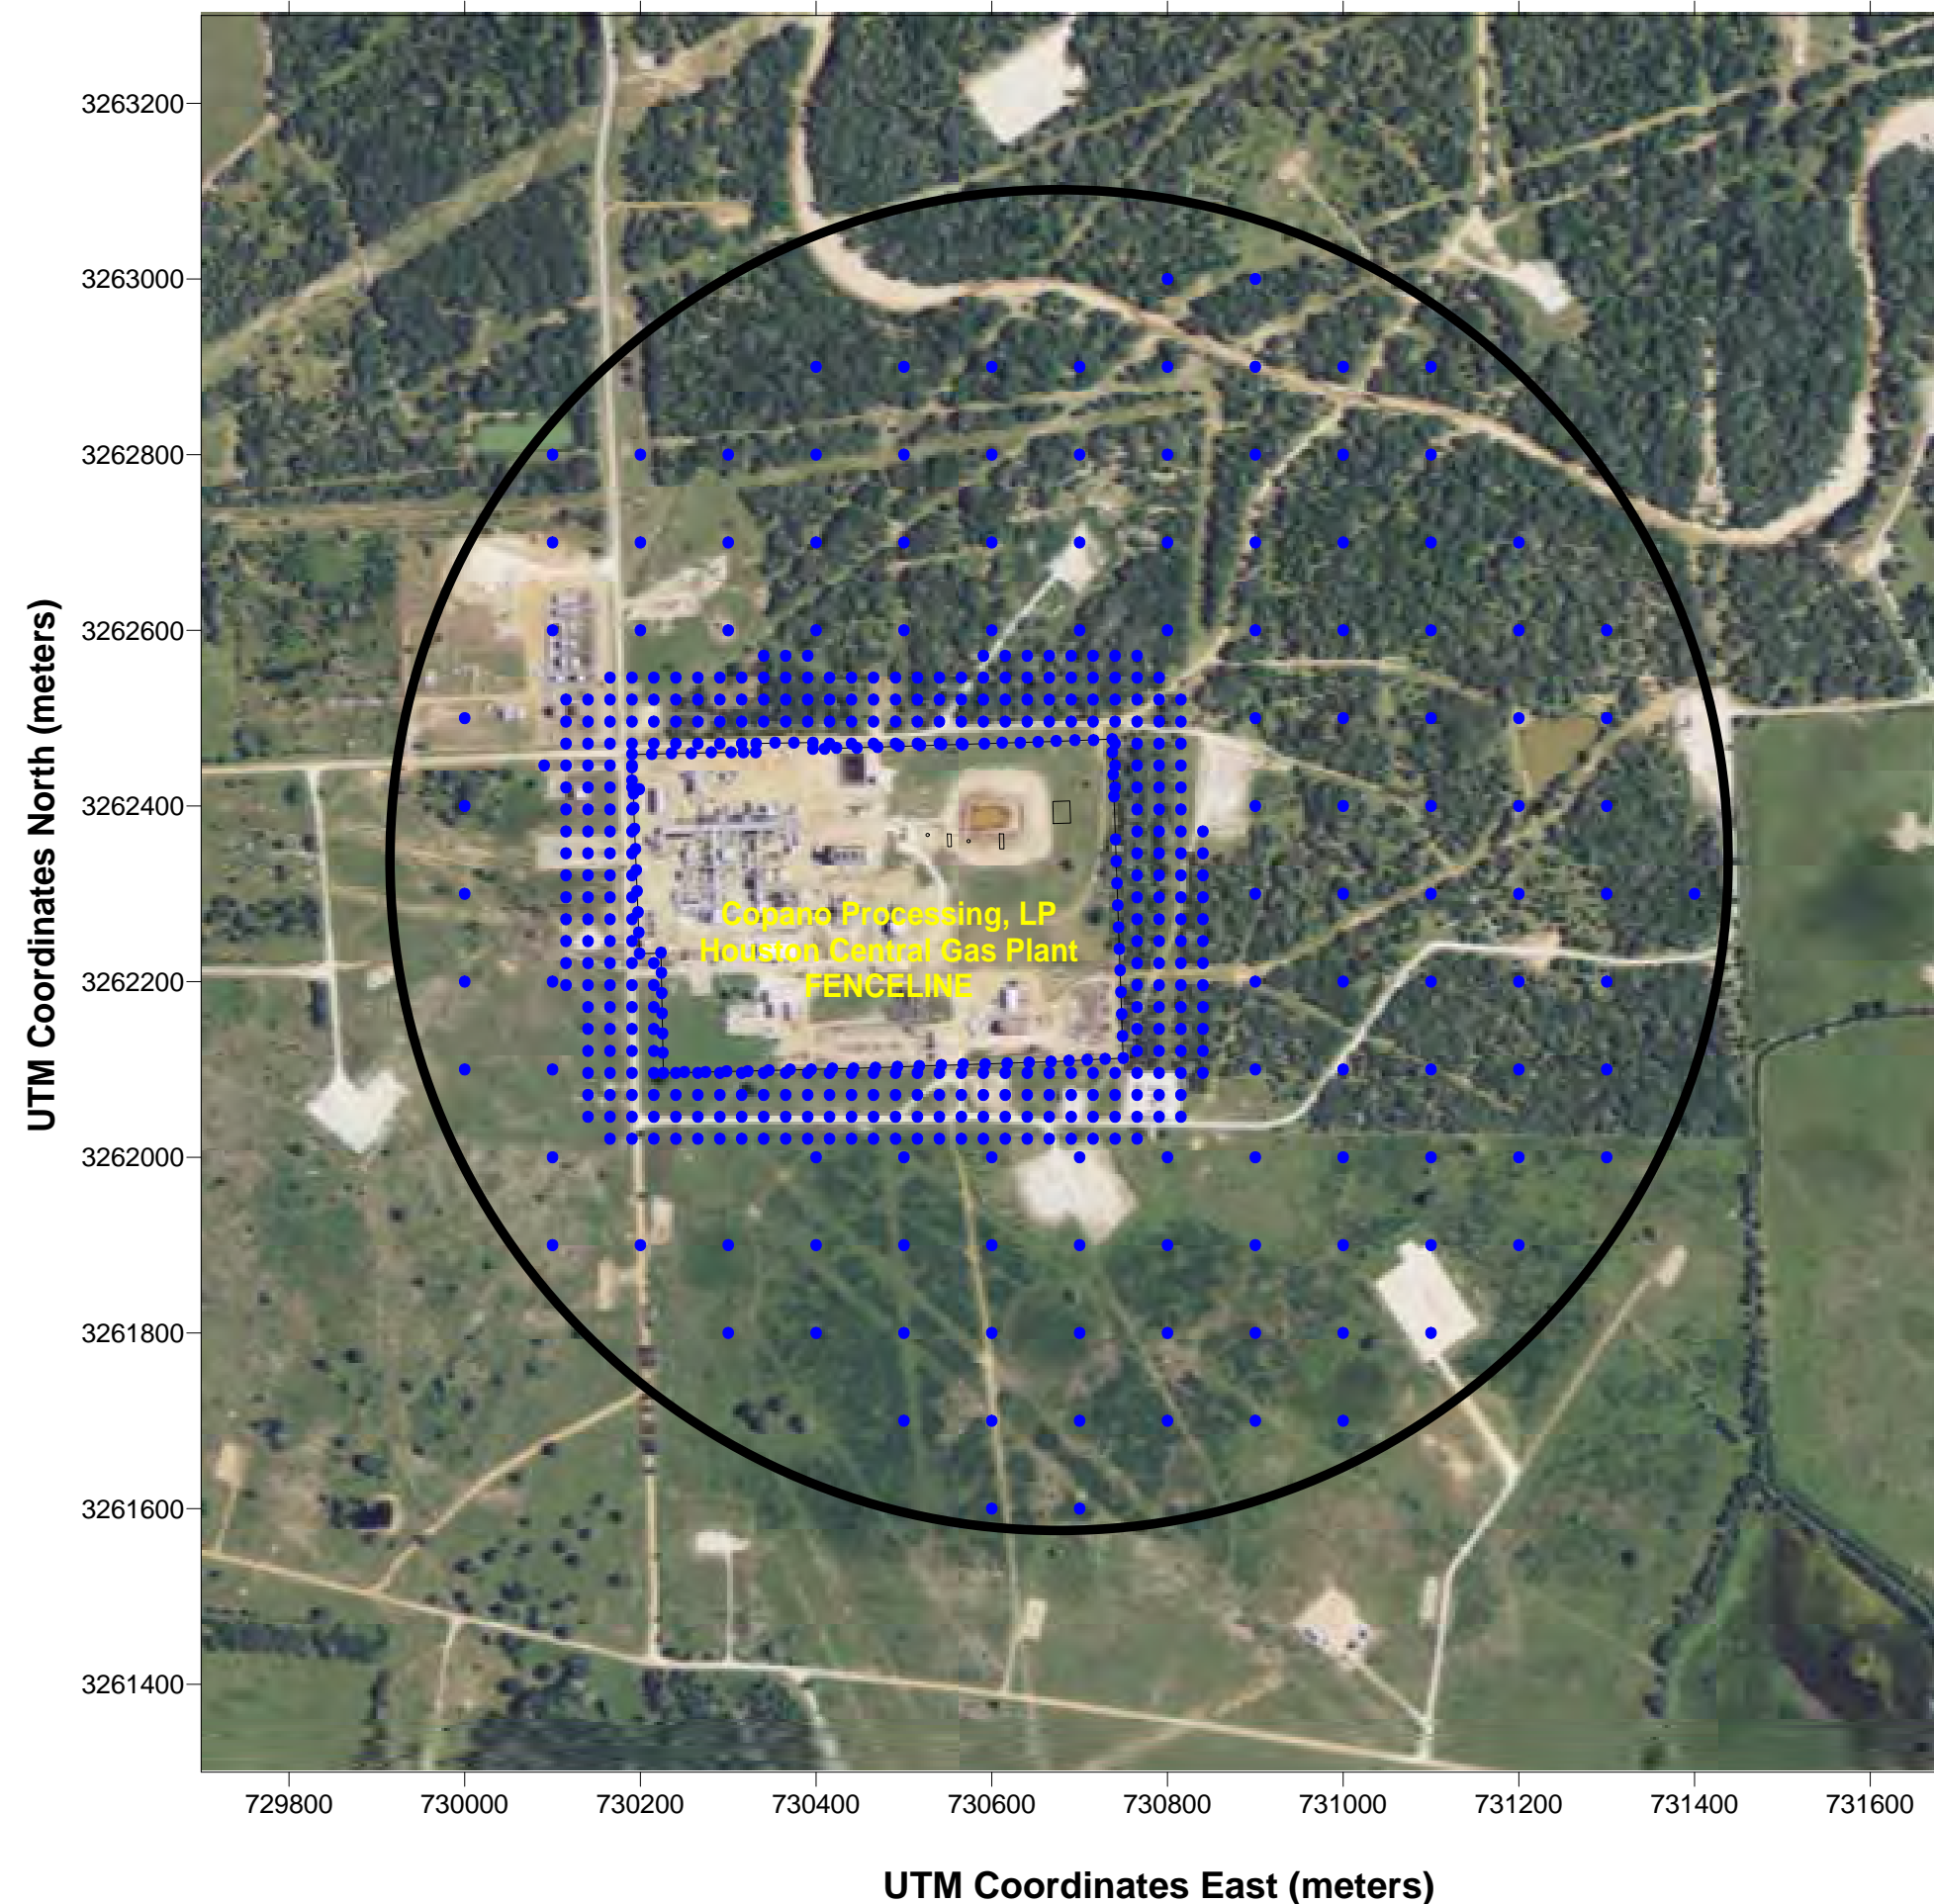 3263200
3263000
3262800
3262600
3262400
3262200
3262000
3261800
3261600
3261400
UTM Coordinates North (meters)
Copano Processing, LP
Houston Central Gas Plant
FENCELINE
729800 730000 730200 730400 730600 730800 731000 731200 731400 731600
UTM Coordinates East (meters)